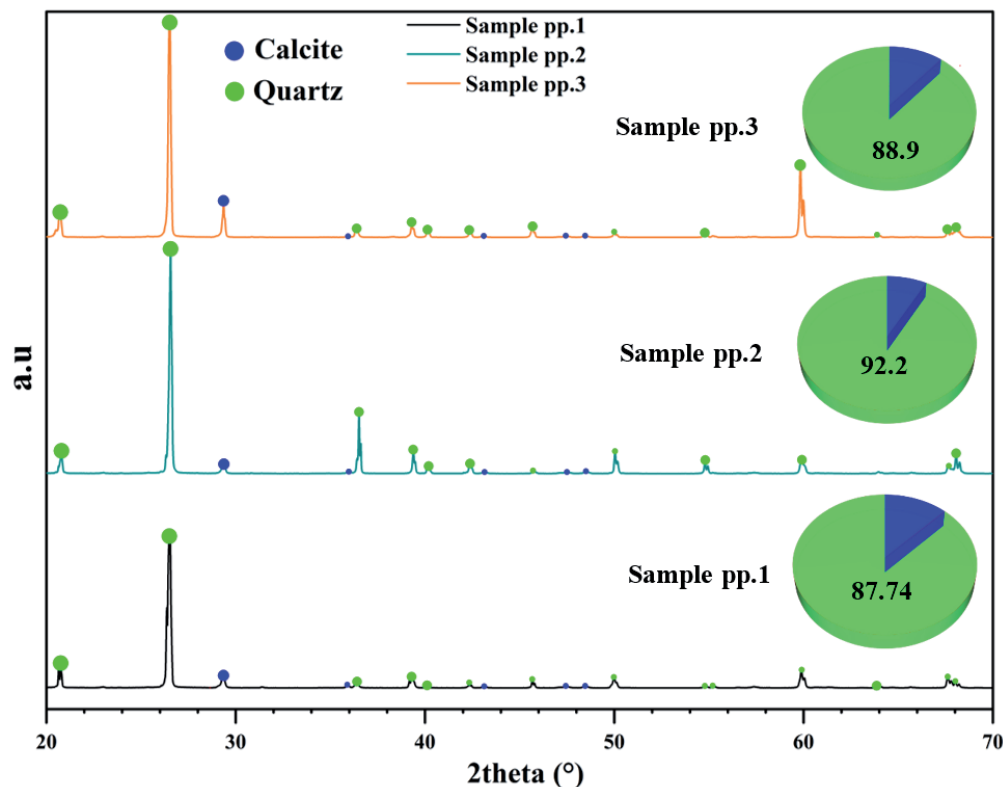 Calcite
Quartz
Sample pp.1
Sample pp.2
Sample pp.3
Sample pp.3
88.9
Sample pp.2
92.2
Sample pp.1
87.74
a.u
20 30 40 50 60 70
2theta (°)